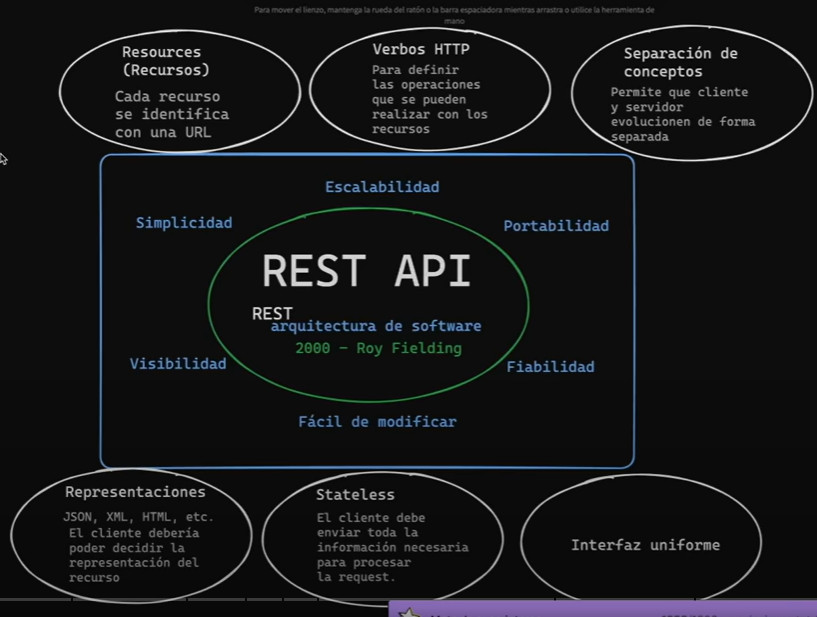 Para mover el lienzo, mantenga la rueda del ratón o la barra espaciadora mientras arrastra o utilice la herramienta de
mano
Resources
(Recursos)
Cada recurso
se identifica
con una URL
Verbos HTTP
Para definir
las operaciones
que se pueden
realizar con los
recursos
Separación de
conceptos
Permite que cliente
y servidor
evolucionen de forma
separada
Escalabilidad
Simplicidad
Portabilidad
REST API
REST
arquitectura de software
2000 - Roy Fielding
Visibilidad
Fiabilidad
Fácil de modificar
Representaciones
JSON, XML, HTML, etc.
El cliente debería
poder decidir la
representación del
recurso
Stateless
El cliente debe
enviar toda la
información necesaria
para procesar
la request.
Interfaz uniforme